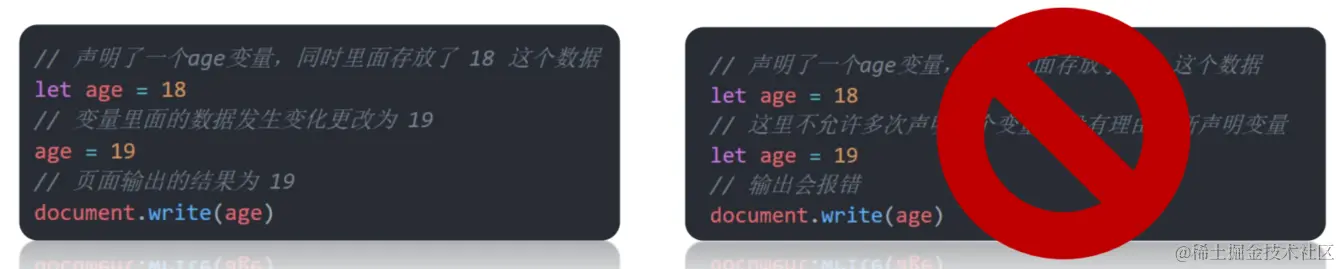 // 声明了一个age变量，同时里面存放了 18 这个数据
let age = 18
// 变量里面的数据发生变化更改为 19
age = 19
// 页面输出的结果为 19
document.write(age)
// 声明了一个age变量， 面存放 这个数据
let age = 18
// 这里不允许多次声 个变量 有理由 新声明变量
let age = 19
// 输出会报错
document.write(age)
@稀土掘金技术社区